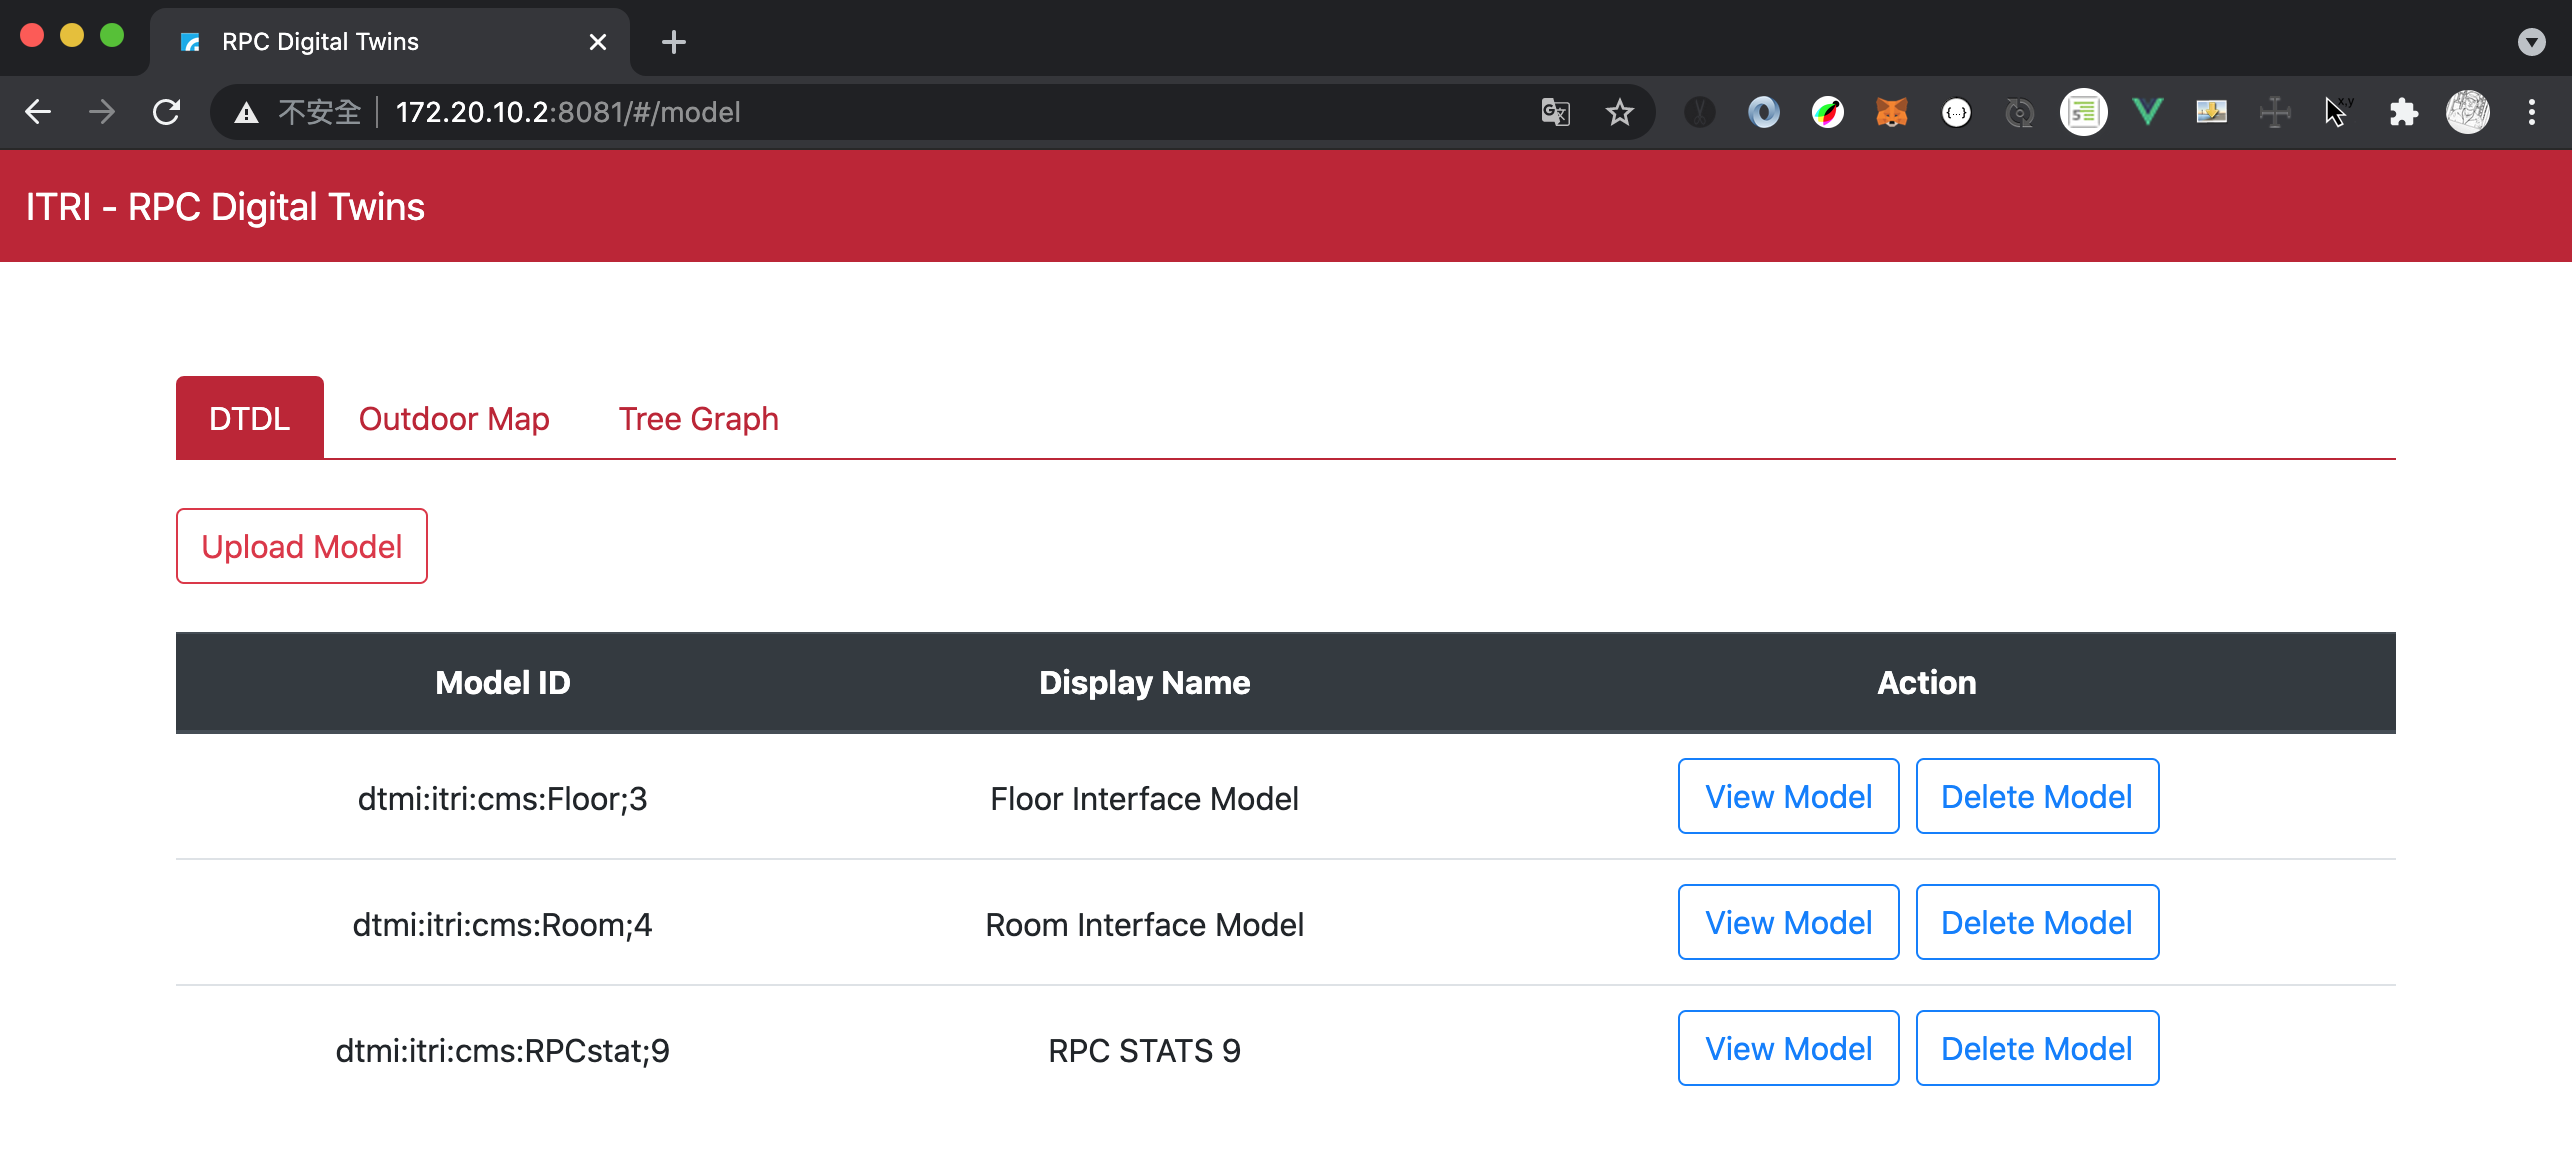 RPC Digital Twins
不安全 172.20.10.2:8081/#/model
ITRI - RPC Digital Twins
DTDL Outdoor Map Tree Graph
Upload Model
Model ID Display Name Action
dtmi:itri:cms:Floor;3 Floor Interface Model View Model Delete Model
dtmi:itri:cms:Room;4 Room Interface Model View Model Delete Model
dtmi:itri:cms:RPCstat;9 RPC STATS 9 View Model Delete Model